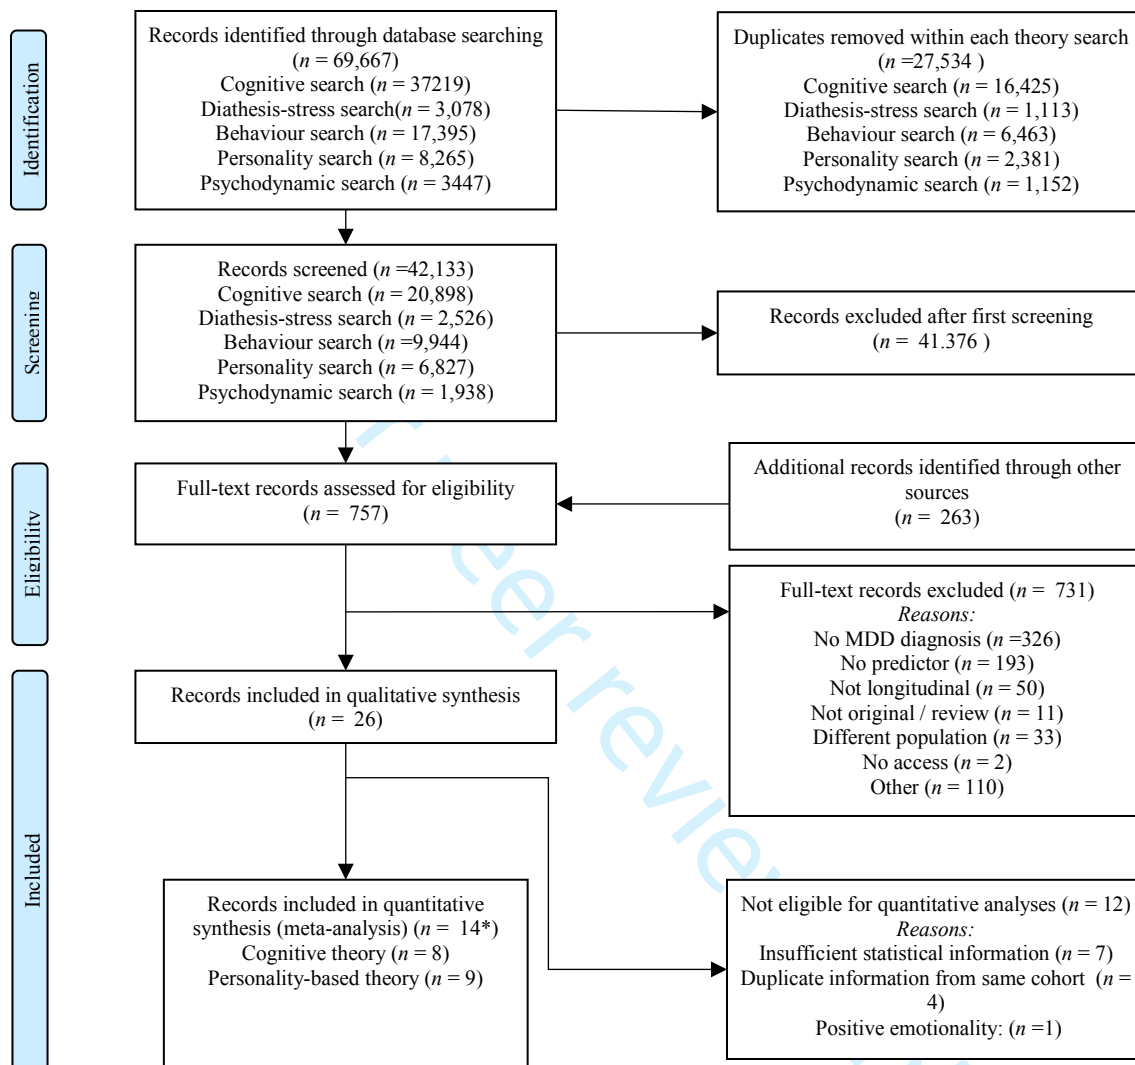 Identification
Records identified through database searching
(n = 69,667)
Cognitive search (n = 37219)
Diathesis-stress search(n = 3,078)
Behaviour search (n = 17,395)
Personality search (n = 8,265)
Psychodynamic search (n = 3447)
Duplicates removed within each theory search
(n =27,534 )
Cognitive search (n = 16,425)
Diathesis-stress search (n = 1,113)
Behaviour search (n = 6,463)
Personality search (n = 2,381)
Psychodynamic search (n = 1,152)
Screening
Records screened (n =42,133)
Cognitive search (n = 20,898)
Diathesis-stress search (n = 2,526)
Behaviour search (n =9,944)
Personality search (n = 6,827)
Psychodynamic search (n = 1,938)
Records excluded after first screening
(n = 41.376 )
Eligibility
Full-text records assessed for eligibility
(n = 757)
Additional records identified through other
sources
(n = 263)
Full-text records excluded (n = 731)
Reasons:
No MDD diagnosis (n =326)
No predictor (n = 193)
Not longitudinal (n = 50)
Not original / review (n = 11)
Different population (n = 33)
No access (n = 2)
Other (n = 110)
Included
Records included in qualitative synthesis
(n = 26)
Records included in quantitative
synthesis (meta-analysis) (n = 14*)
Cognitive theory (n = 8)
Personality-based theory (n = 9)
Not eligible for quantitative analyses (n = 12)
Reasons:
Insufficient statistical information (n = 7)
Duplicate information from same cohort (n =
4)
Positive emotionality: (n =1)
r Peer review